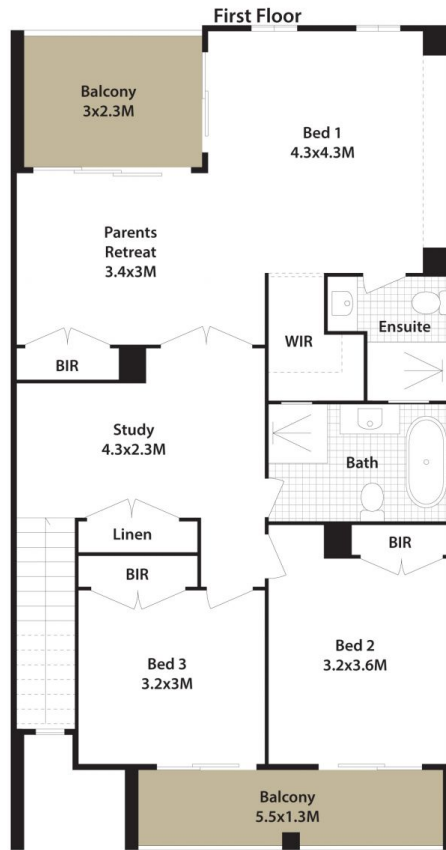 First Floor
Balcony
3x2.3M
Bed 1
4.3x4.3M
Parents
Retreat
3.4x3M
BIR
WIR
Ensuite
Study
4.3x2.3M
Bath
Linen
BIR
BIR
Bed 3
3.2x3M
Bed 2
3.2x3.6M
Balcony
5.5x1.3M